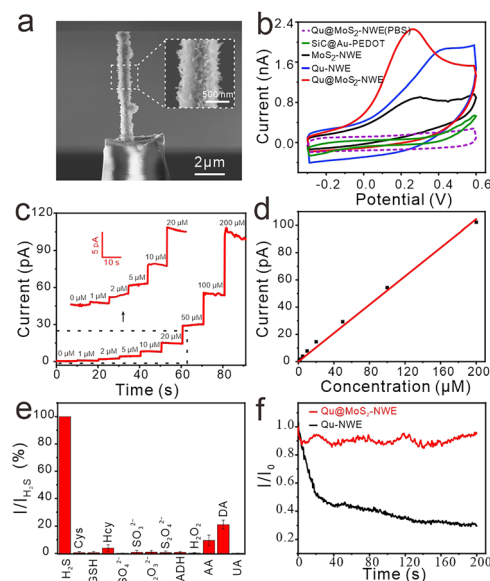 a
500 nm
2μm
b
Qu@MoS2-NWE(PBS)
SiC@Au-PEDOT
MoS2-NWE
Qu-NWE
Qu@MoS2-NWE
Current (nA)
2.4
1.6
0.8
0.0
-0.2 0.0 0.2 0.4 0.6
Potential (V)
c
Current (pA)
120
90
60
30
0
5 pA
10 s
0 μM 1 μM 2 μM 5 μM 10 μM 20 μM
0 μM 1 μM 2 μM 5 μM 10 μM 20 μM 50 μM 100 μM 200 μM
0 20 40 60 80
Time (s)
d
Current (pA)
100
80
60
40
20
0
0 50 100 150 200
Concentration (μM)
e
I/IH2S (%)
100
80
60
40
20
0
H2S
Cys
GSH
Hcy
SO4²⁻
SO3²⁻
2O3²⁻
S2O4²⁻
ADH
H2O2
AA
DA
UA
f
Qu@MoS2-NWE
Qu-NWE
I/I0
1.0
0.8
0.6
0.4
0.2
0 40 80 120 160 200
Time (s)